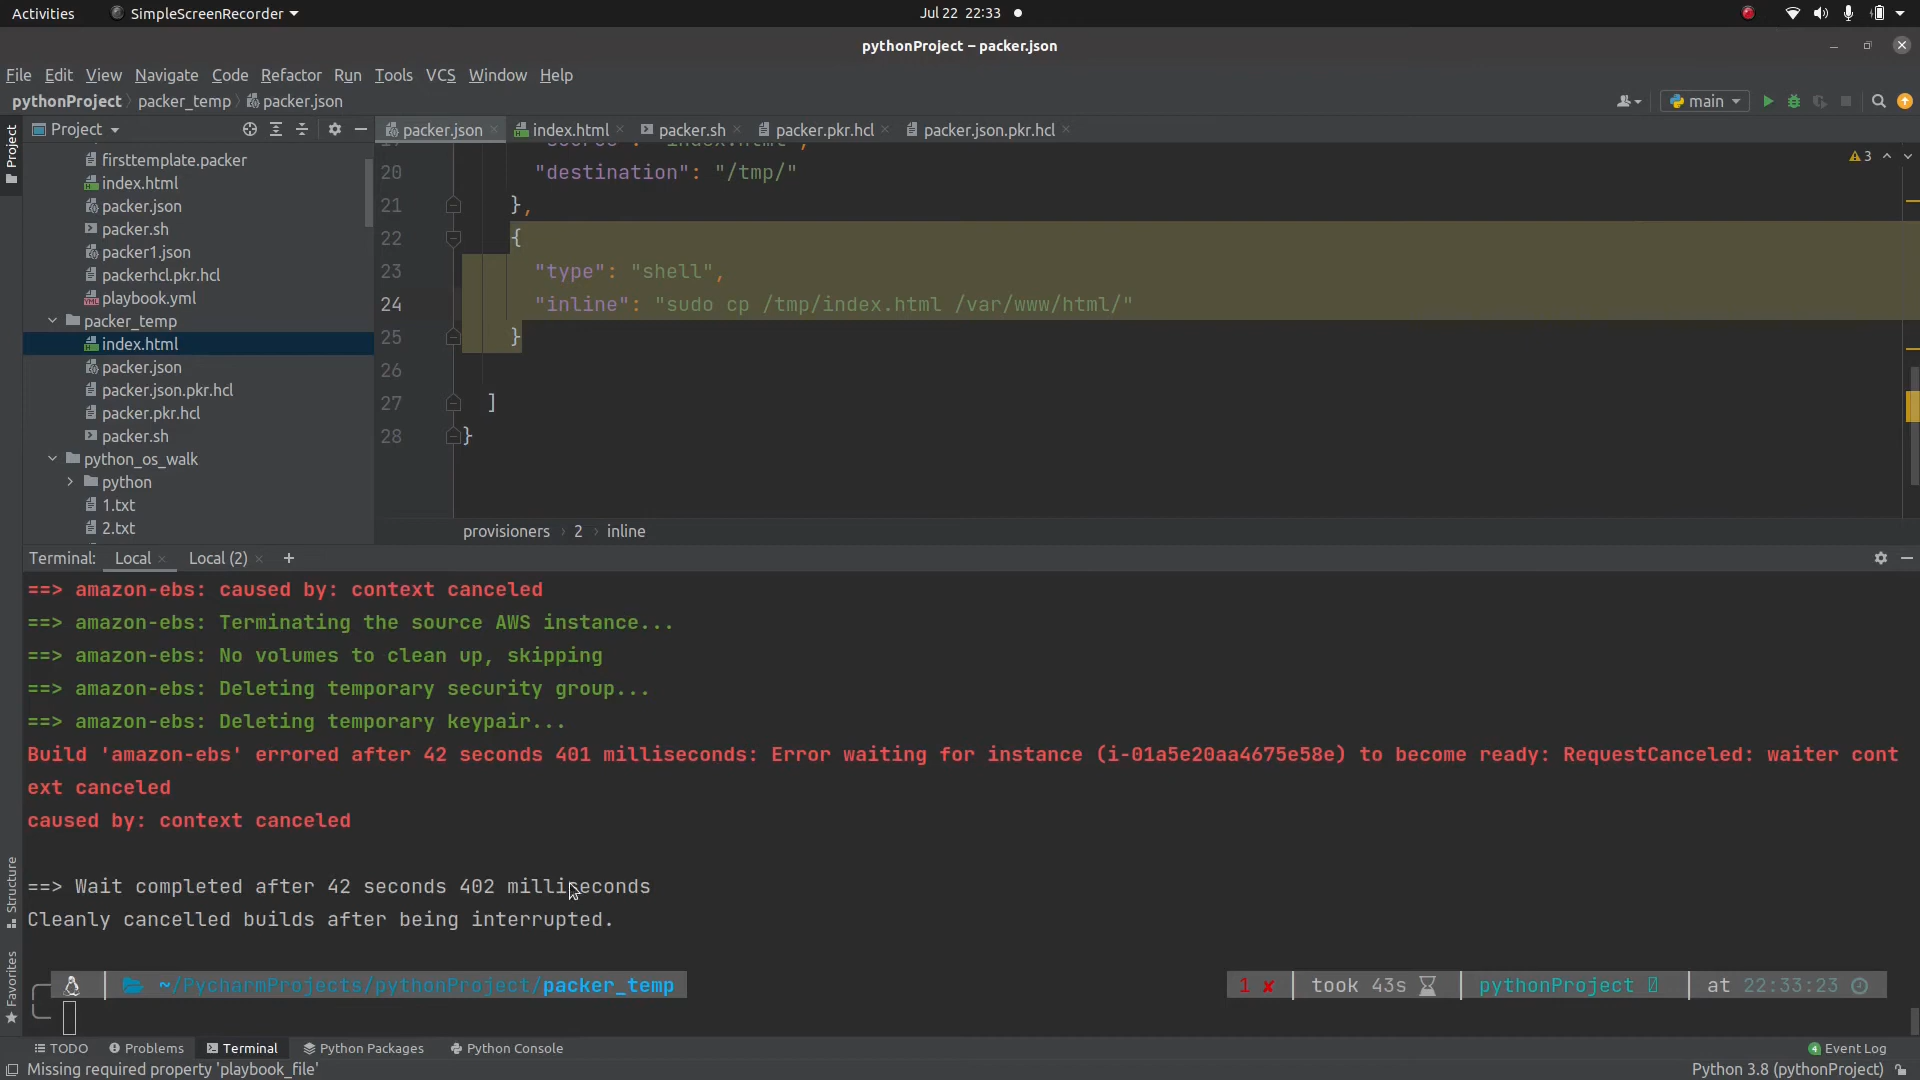 Activities SimpleScreenRecorder Jul 22 22:33
pythonProject – packer.json
File Edit View Navigate Code Refactor Run Tools VCS Window Help
pythonProject packer_temp packer.json main
Project packer.json index.html packer.sh packer.pkr.hcl packer.json.pkr.hcl
Project
firsttemplate.packer
index.html
packer.json
packer.sh
packer1.json
packerhcl.pkr.hcl
playbook.yml
packer_temp
index.html
packer.json
packer.json.pkr.hcl
packer.pkr.hcl
packer.sh
python_os_walk
python
1.txt
2.txt
3
20 "destination": "/tmp/"
21 },
22 {
23 "type": "shell",
24 "inline": "sudo cp /tmp/index.html /var/www/html/"
25 }
26
27 ]
28 }
provisioners 2 inline
Terminal: Local Local (2) +
==> amazon-ebs: caused by: context canceled
==> amazon-ebs: Terminating the source AWS instance...
==> amazon-ebs: No volumes to clean up, skipping
==> amazon-ebs: Deleting temporary security group...
==> amazon-ebs: Deleting temporary keypair...
Build 'amazon-ebs' errored after 42 seconds 401 milliseconds: Error waiting for instance (i-01a5e20aa4675e58e) to become ready: RequestCanceled: waiter cont
ext canceled
caused by: context canceled
==> Wait completed after 42 seconds 402 milliseconds
Cleanly cancelled builds after being interrupted.
~/PycharmProjects/pythonProject/packer_temp 1 ✘ took 43s pythonProject at 22:33:23
Structure
Favorites
TODO Problems Terminal Python Packages Python Console 4 Event Log
Missing required property 'playbook_file' Python 3.8 (pythonProject)